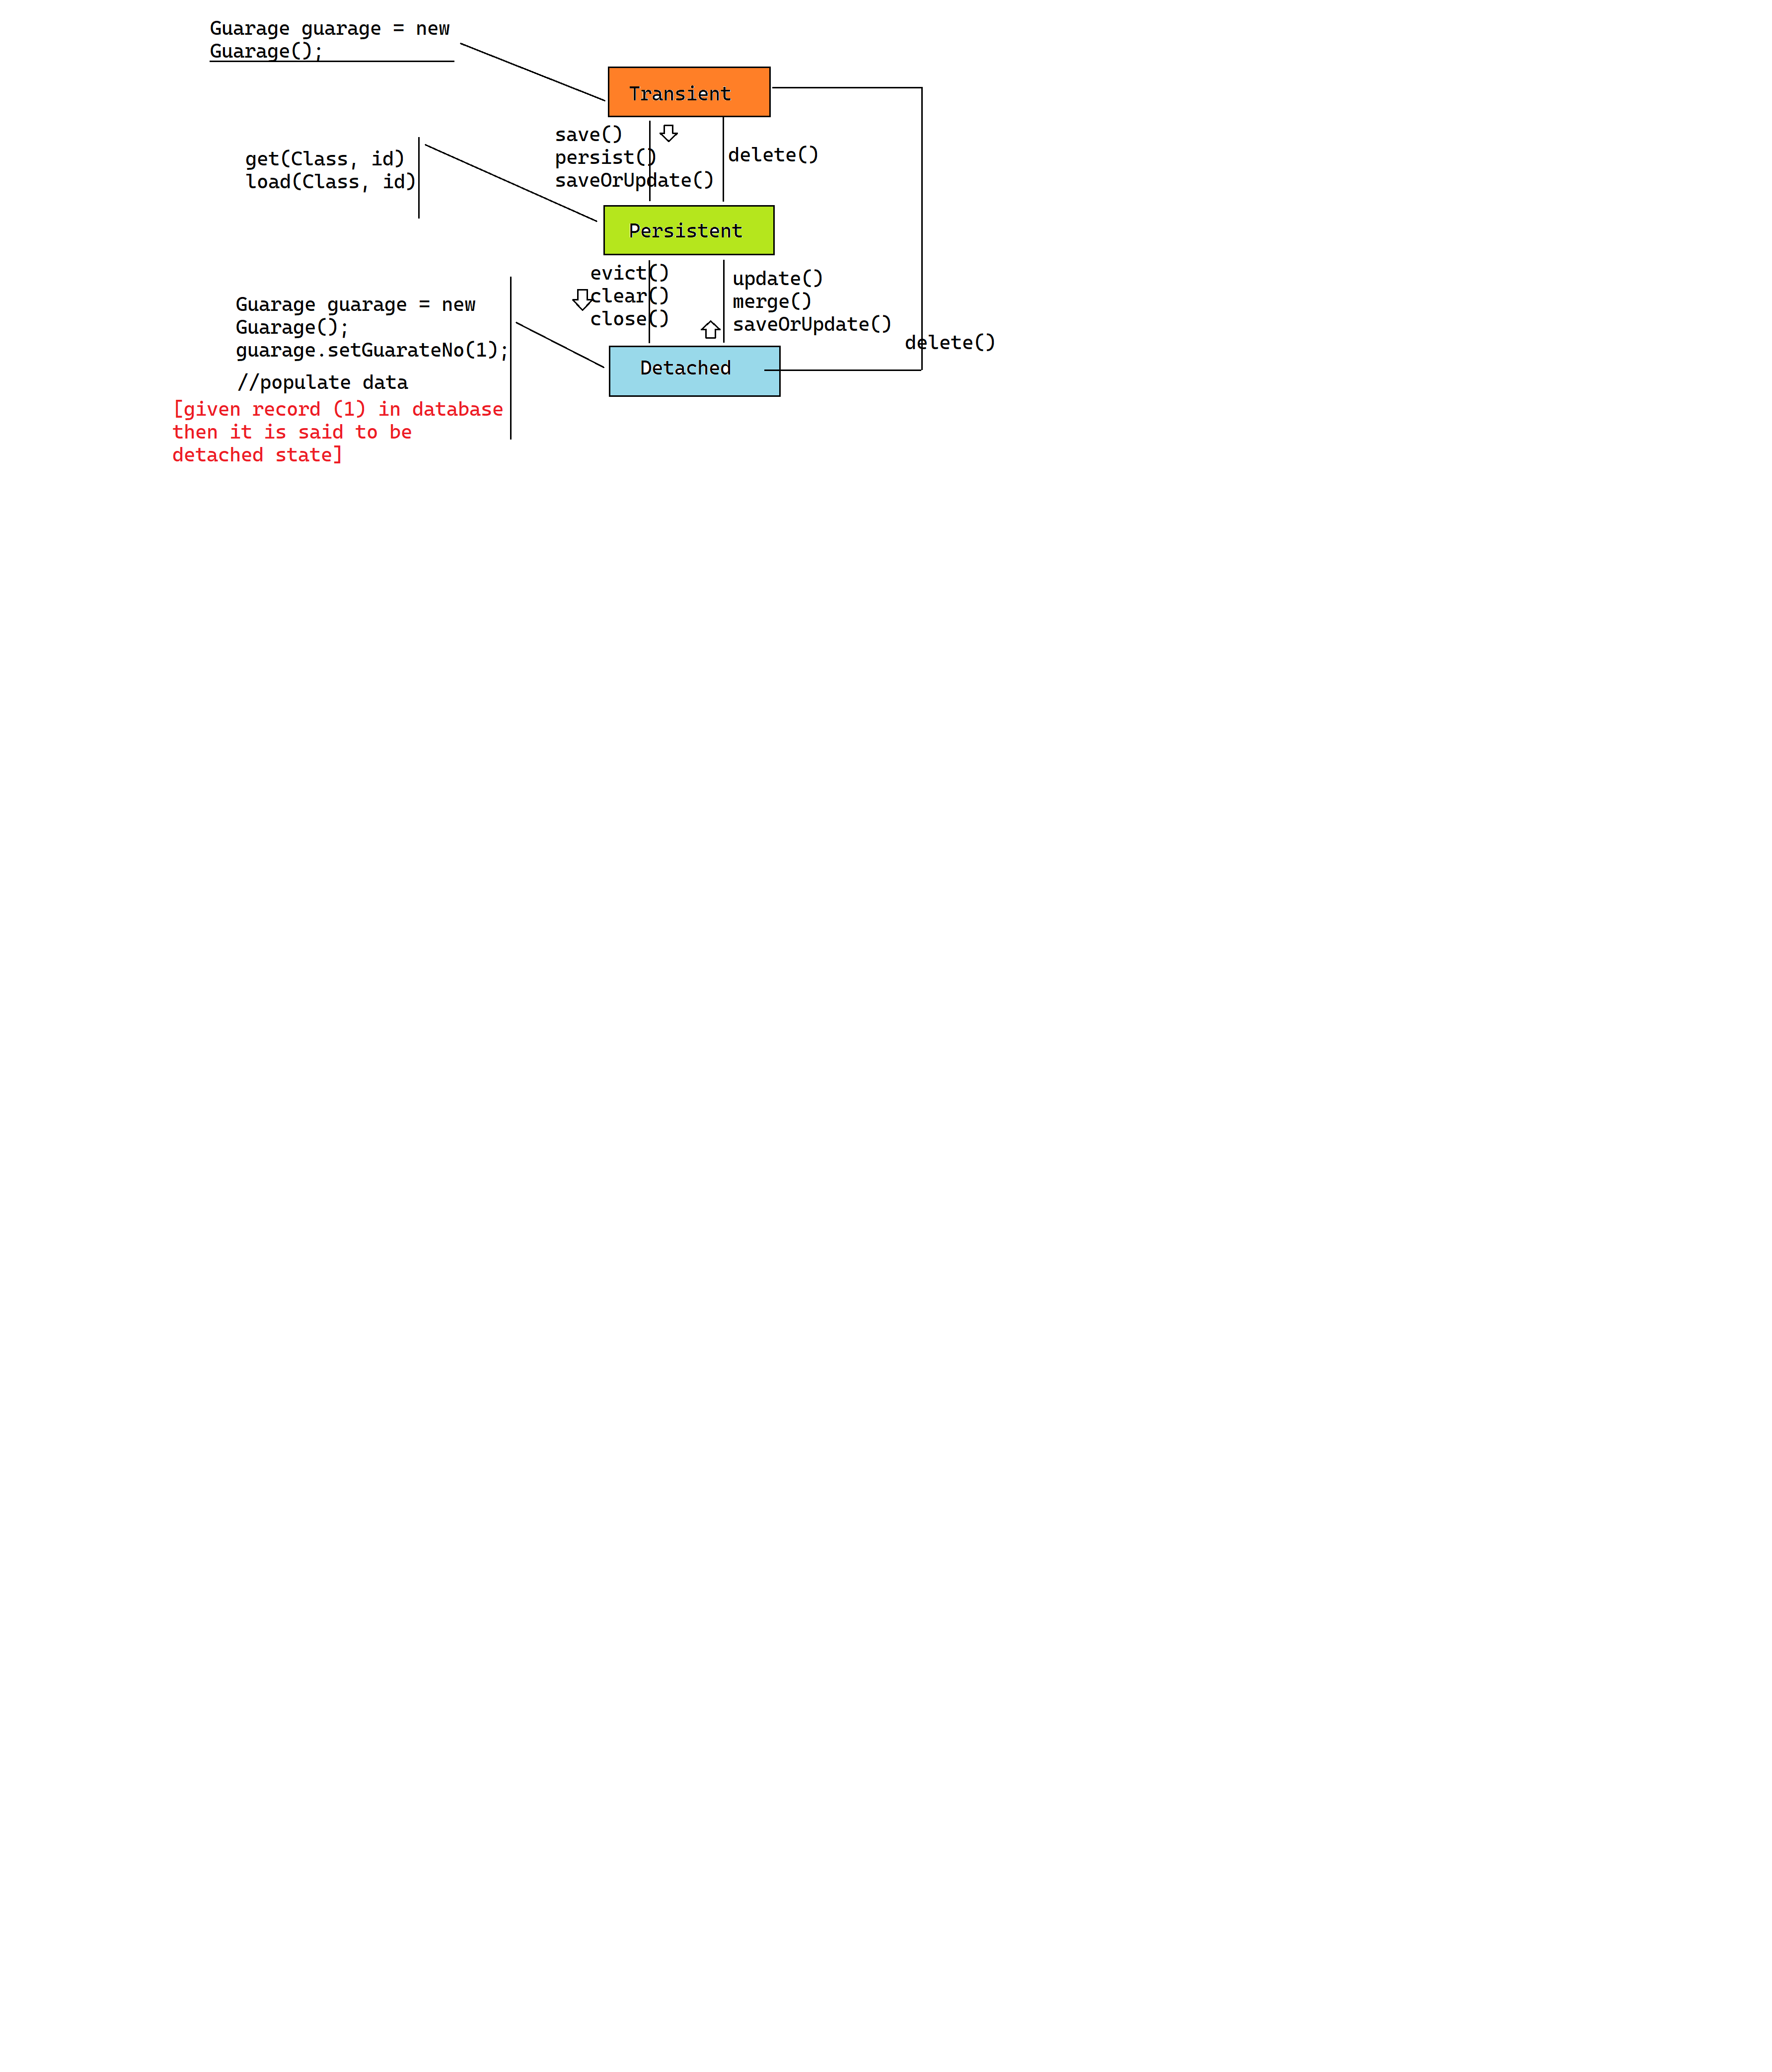 Guarage guarage = new
Guarage();
Transient
save()
persist()
saveOrUpdate()
delete()
get(Class, id)
load(Class, id)
Persistent
evict()
clear()
close()
update()
merge()
saveOrUpdate()
delete()
Guarage guarage = new
Guarage();
guarage.setGuarateNo(1);
//populate data
[given record (1) in database
then it is said to be
detached state]
Detached